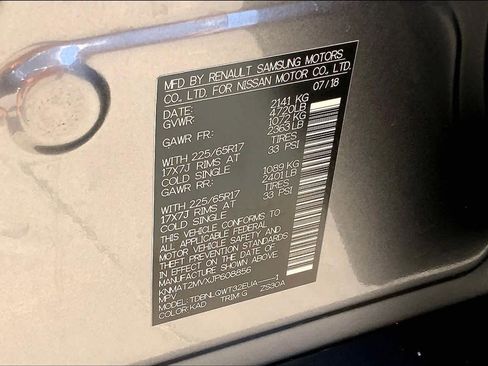 MFD BY RENAULT SAMSUNG MOTORS
CO., LTD. FOR NISSAN MOTOR CO., LTD.
DATE: 07/18
GVWR: 2141 KG
4720LB
GAWR FR: 1072 KG
2363LB
WITH 225/65R17 TIRES
17X7J RIMS AT 33 PSI
COLD SINGLE
GAWR RR: 1089 KG
2401LB
WITH 225/65R17 TIRES
17X7J RIMS AT 33 PSI
COLD SINGLE
THIS VEHICLE CONFORMS TO
ALL APPLICABLE FEDERAL
MOTOR VEHICLE SAFETY AND
THEFT PREVENTION STANDARDS
IN EFFECT ON THE DATE OF
MANUFACTURE SHOWN ABOVE.
KNMAT2MVXJP608856
MPV
MODEL: TDBNLQWT32EUA-----1
COLOR: KAD TRIM: G ZS30A